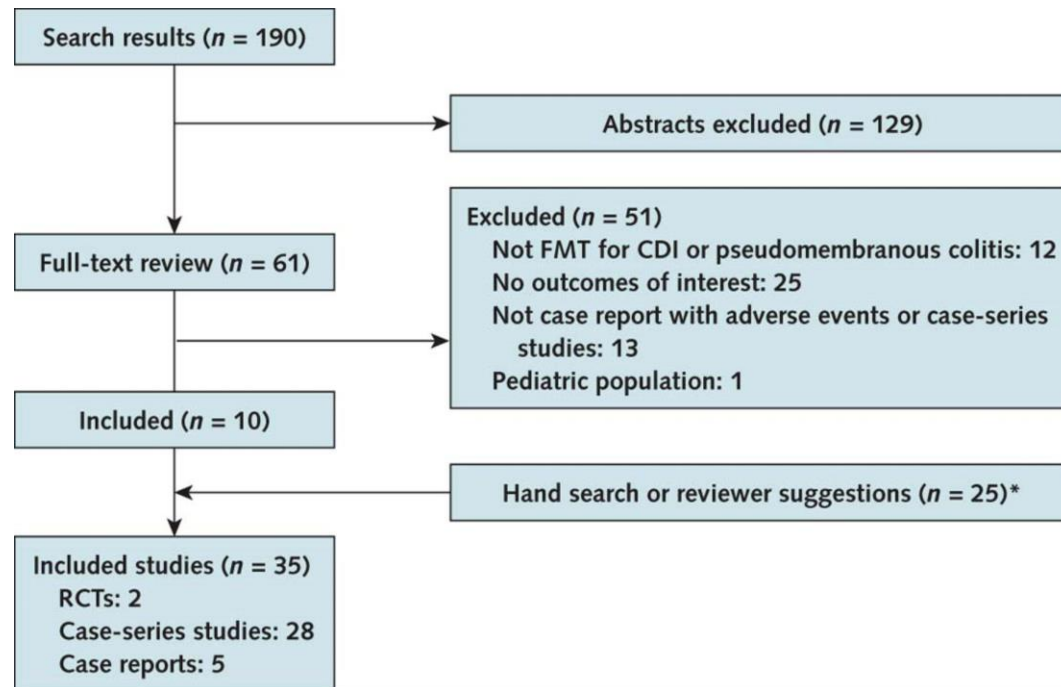 Search results (n = 190)
Abstracts excluded (n = 129)
Full-text review (n = 61)
Excluded (n = 51)
Not FMT for CDI or pseudomembranous colitis: 12
No outcomes of interest: 25
Not case report with adverse events or case-series
studies: 13
Pediatric population: 1
Included (n = 10)
Hand search or reviewer suggestions (n = 25)*
Included studies (n = 35)
RCTs: 2
Case-series studies: 28
Case reports: 5